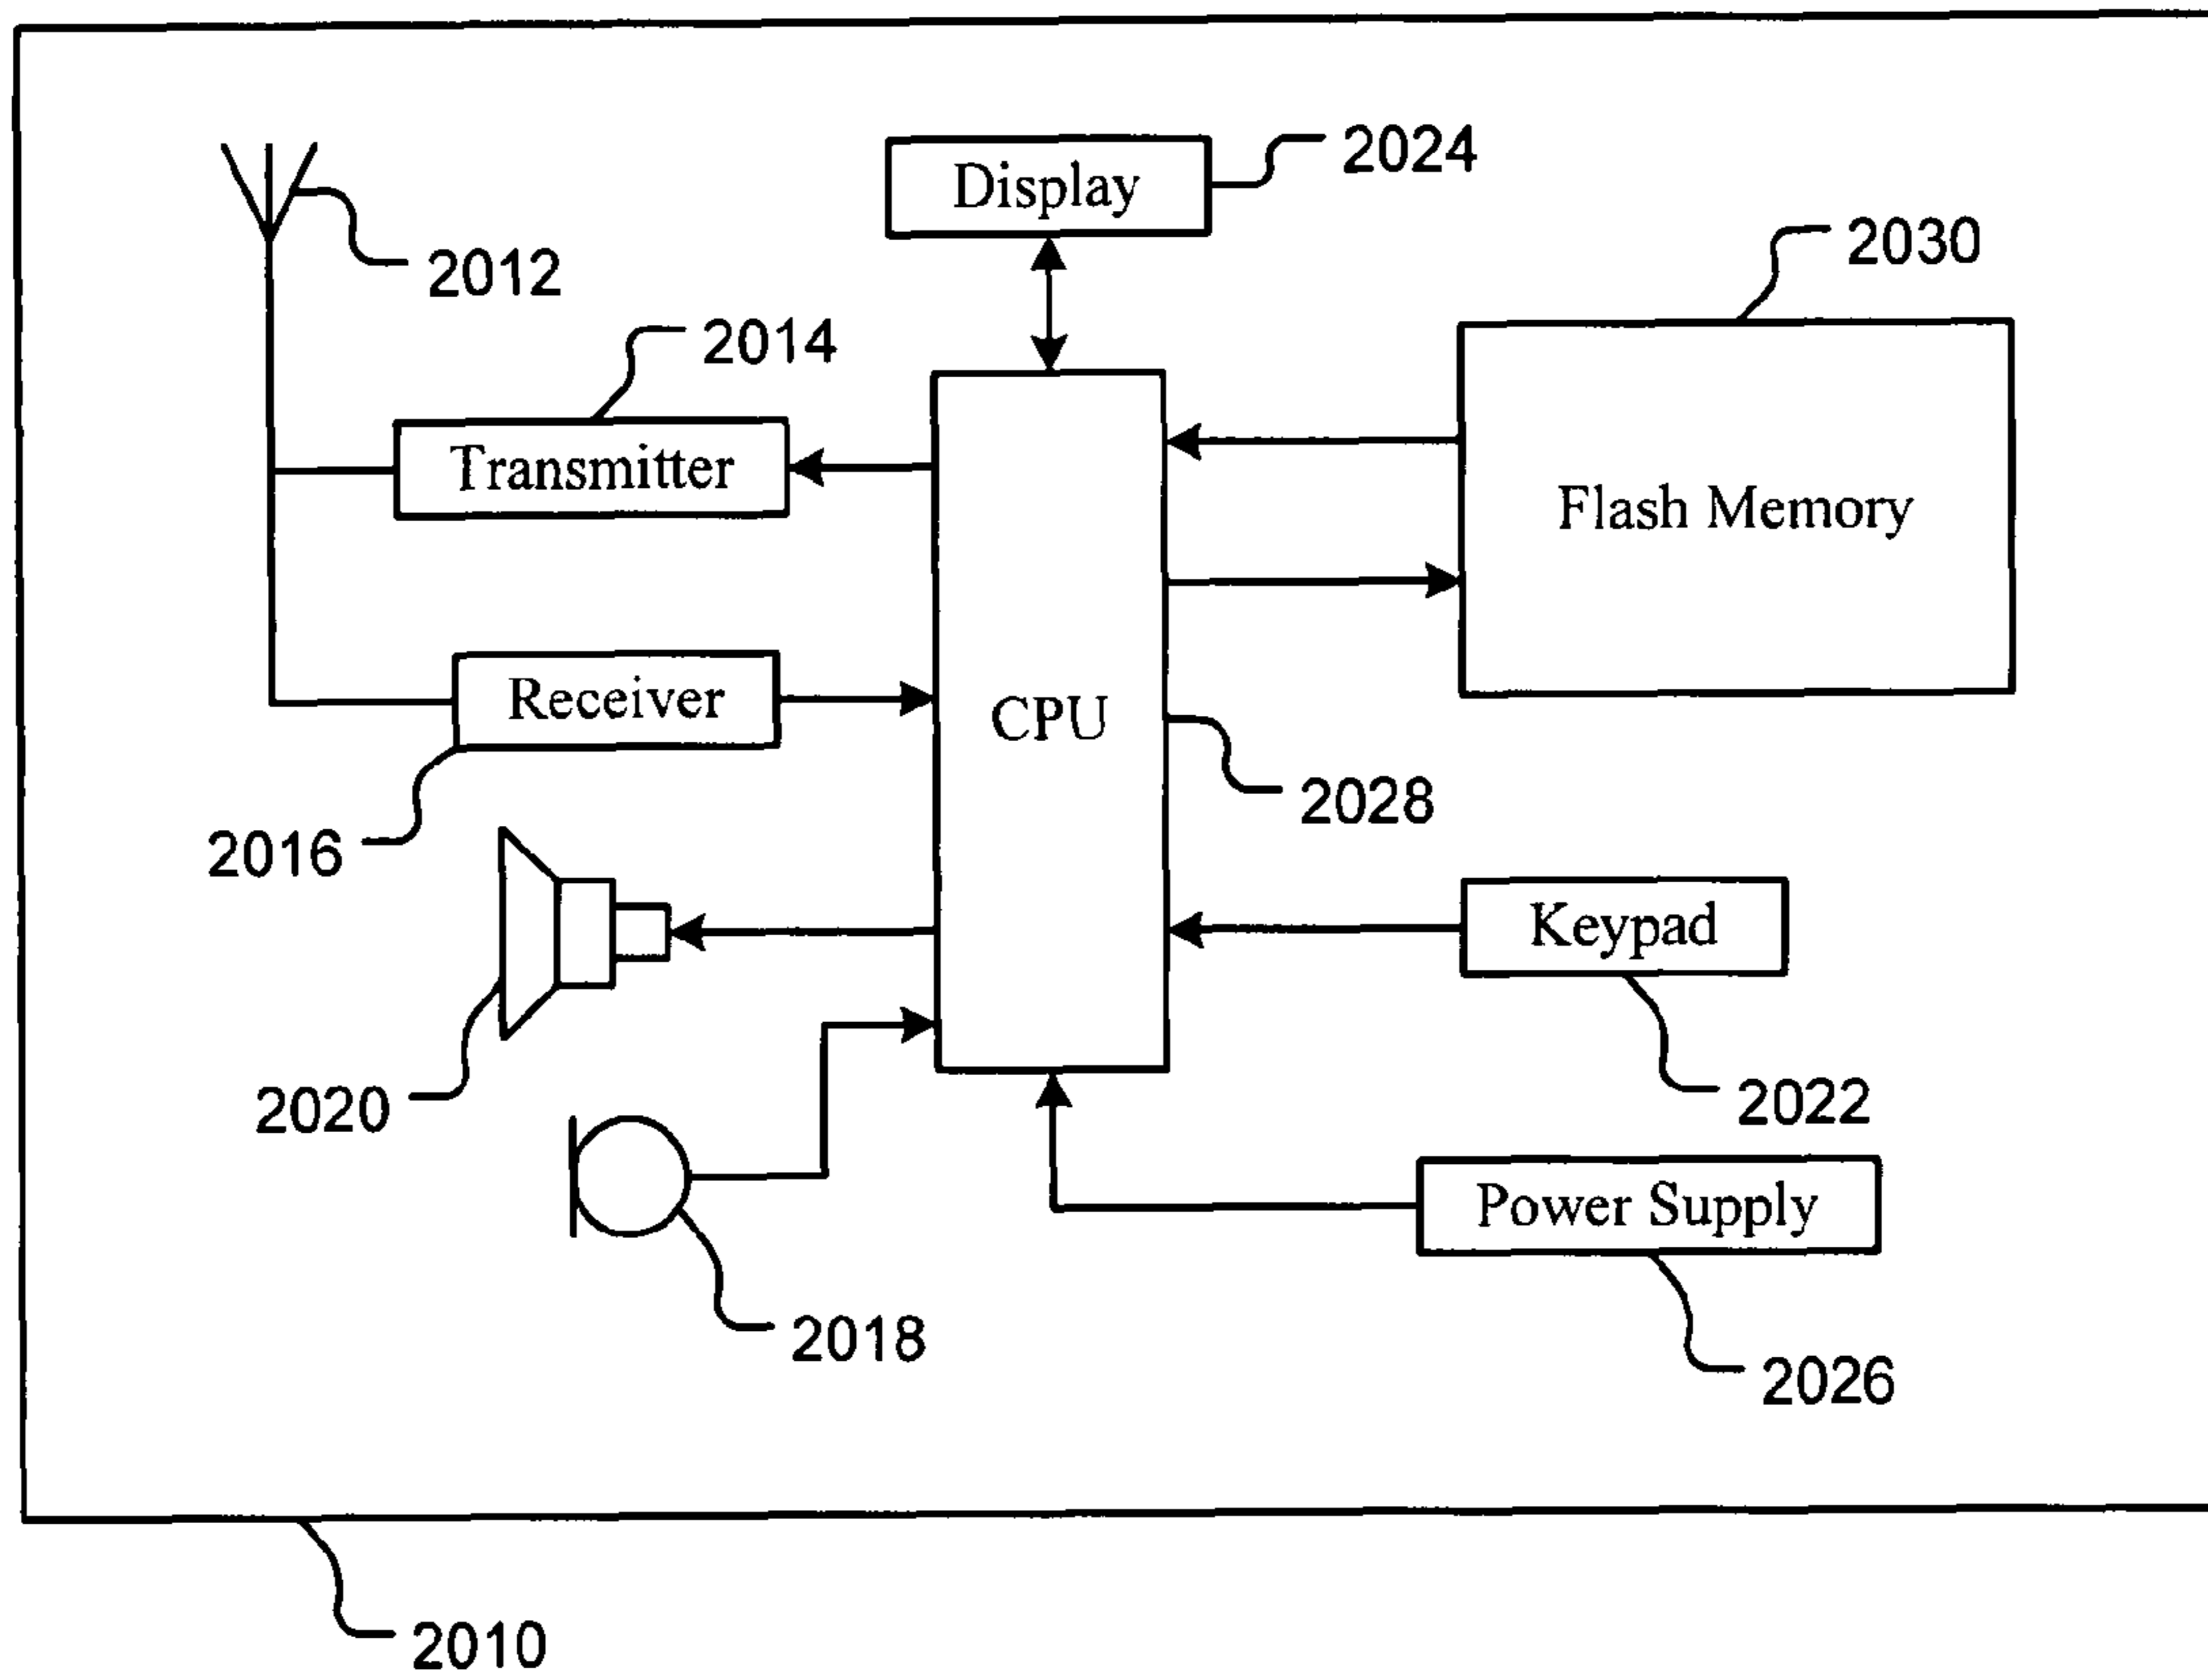 2024
Display
2030
2012
2014
Transmitter
Flash Memory
Receiver
CPU
2028
2016
Keypad
2020
2022
Power Supply
2018
2026
2010